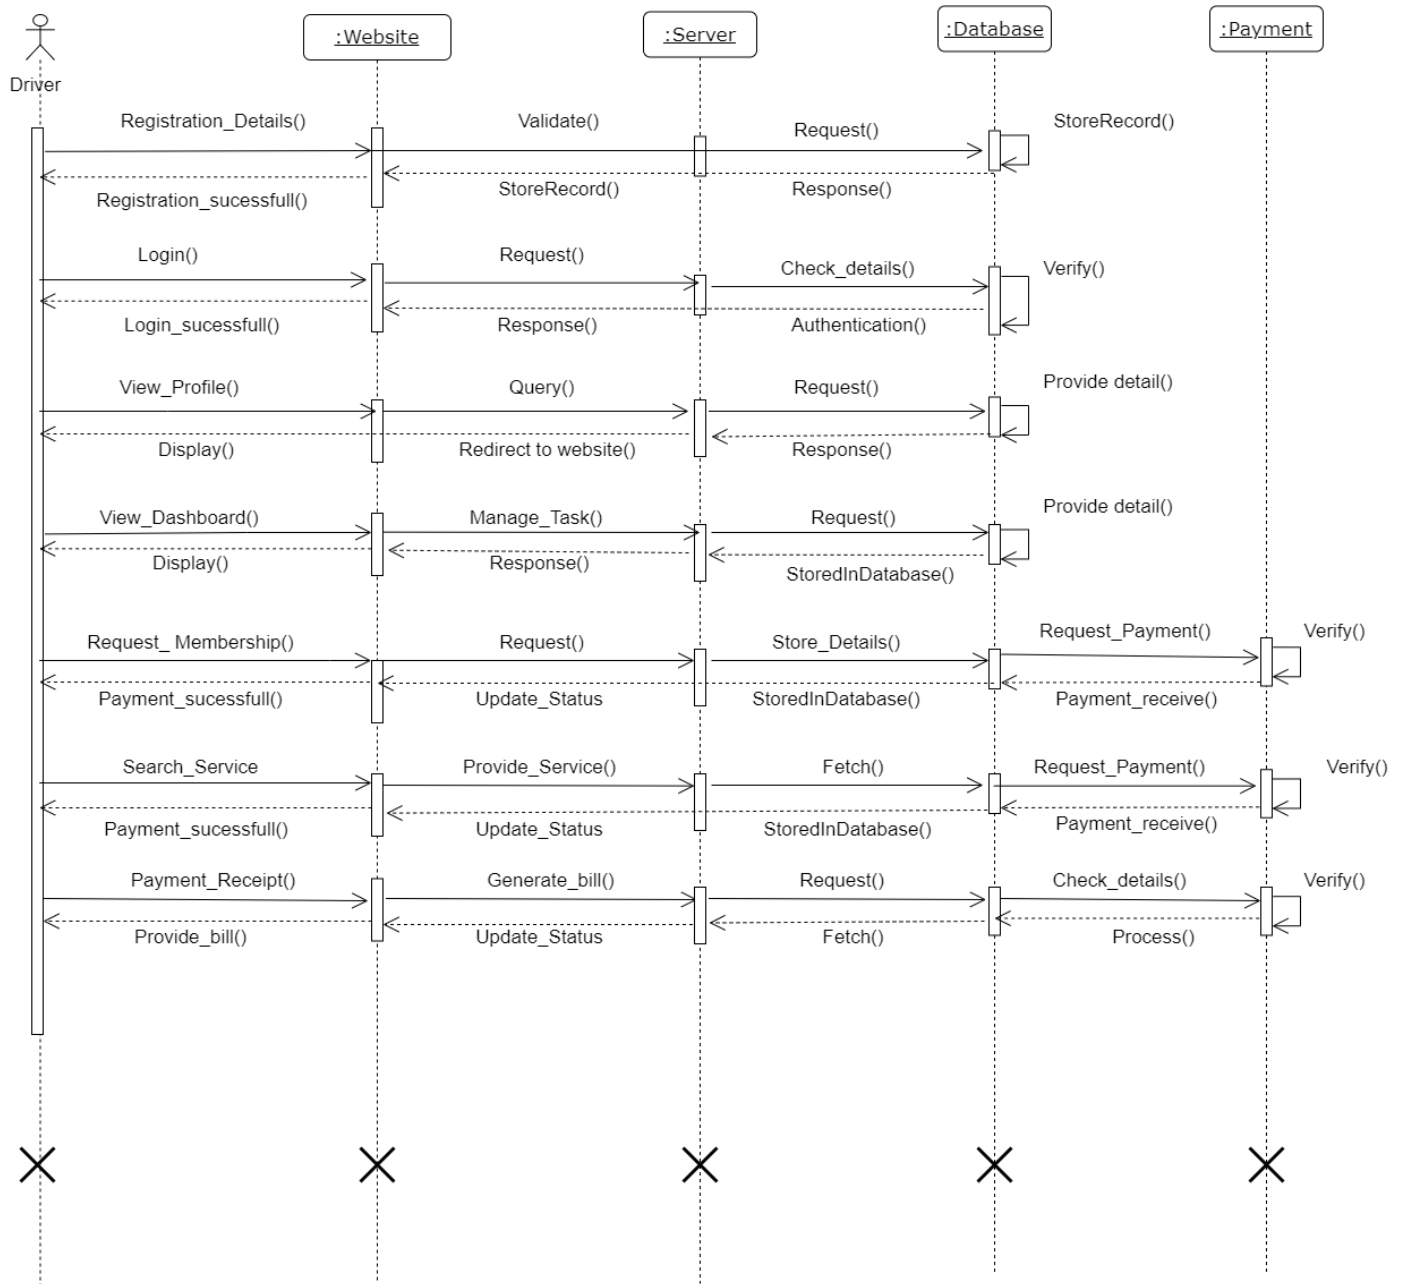 :Website
:Server
:Database
:Payment
Driver
Registration_Details()
Validate()
Request()
StoreRecord()
Registration_sucessfull()
StoreRecord()
Response()
Login()
Request()
Check_details()
Verify()
Login_sucessfull()
Response()
Authentication()
View_Profile()
Query()
Request()
Provide detail()
Display()
Redirect to website()
Response()
View_Dashboard()
Manage_Task()
Request()
Provide detail()
Display()
Response()
StoredInDatabase()
Request_ Membership()
Request()
Store_Details()
Request_Payment()
Verify()
Payment_sucessfull()
Update_Status
StoredInDatabase()
Payment_receive()
Search_Service
Provide_Service()
Fetch()
Request_Payment()
Verify()
Payment_sucessfull()
Update_Status
StoredInDatabase()
Payment_receive()
Payment_Receipt()
Generate_bill()
Request()
Check_details()
Verify()
Provide_bill()
Update_Status
Fetch()
Process()